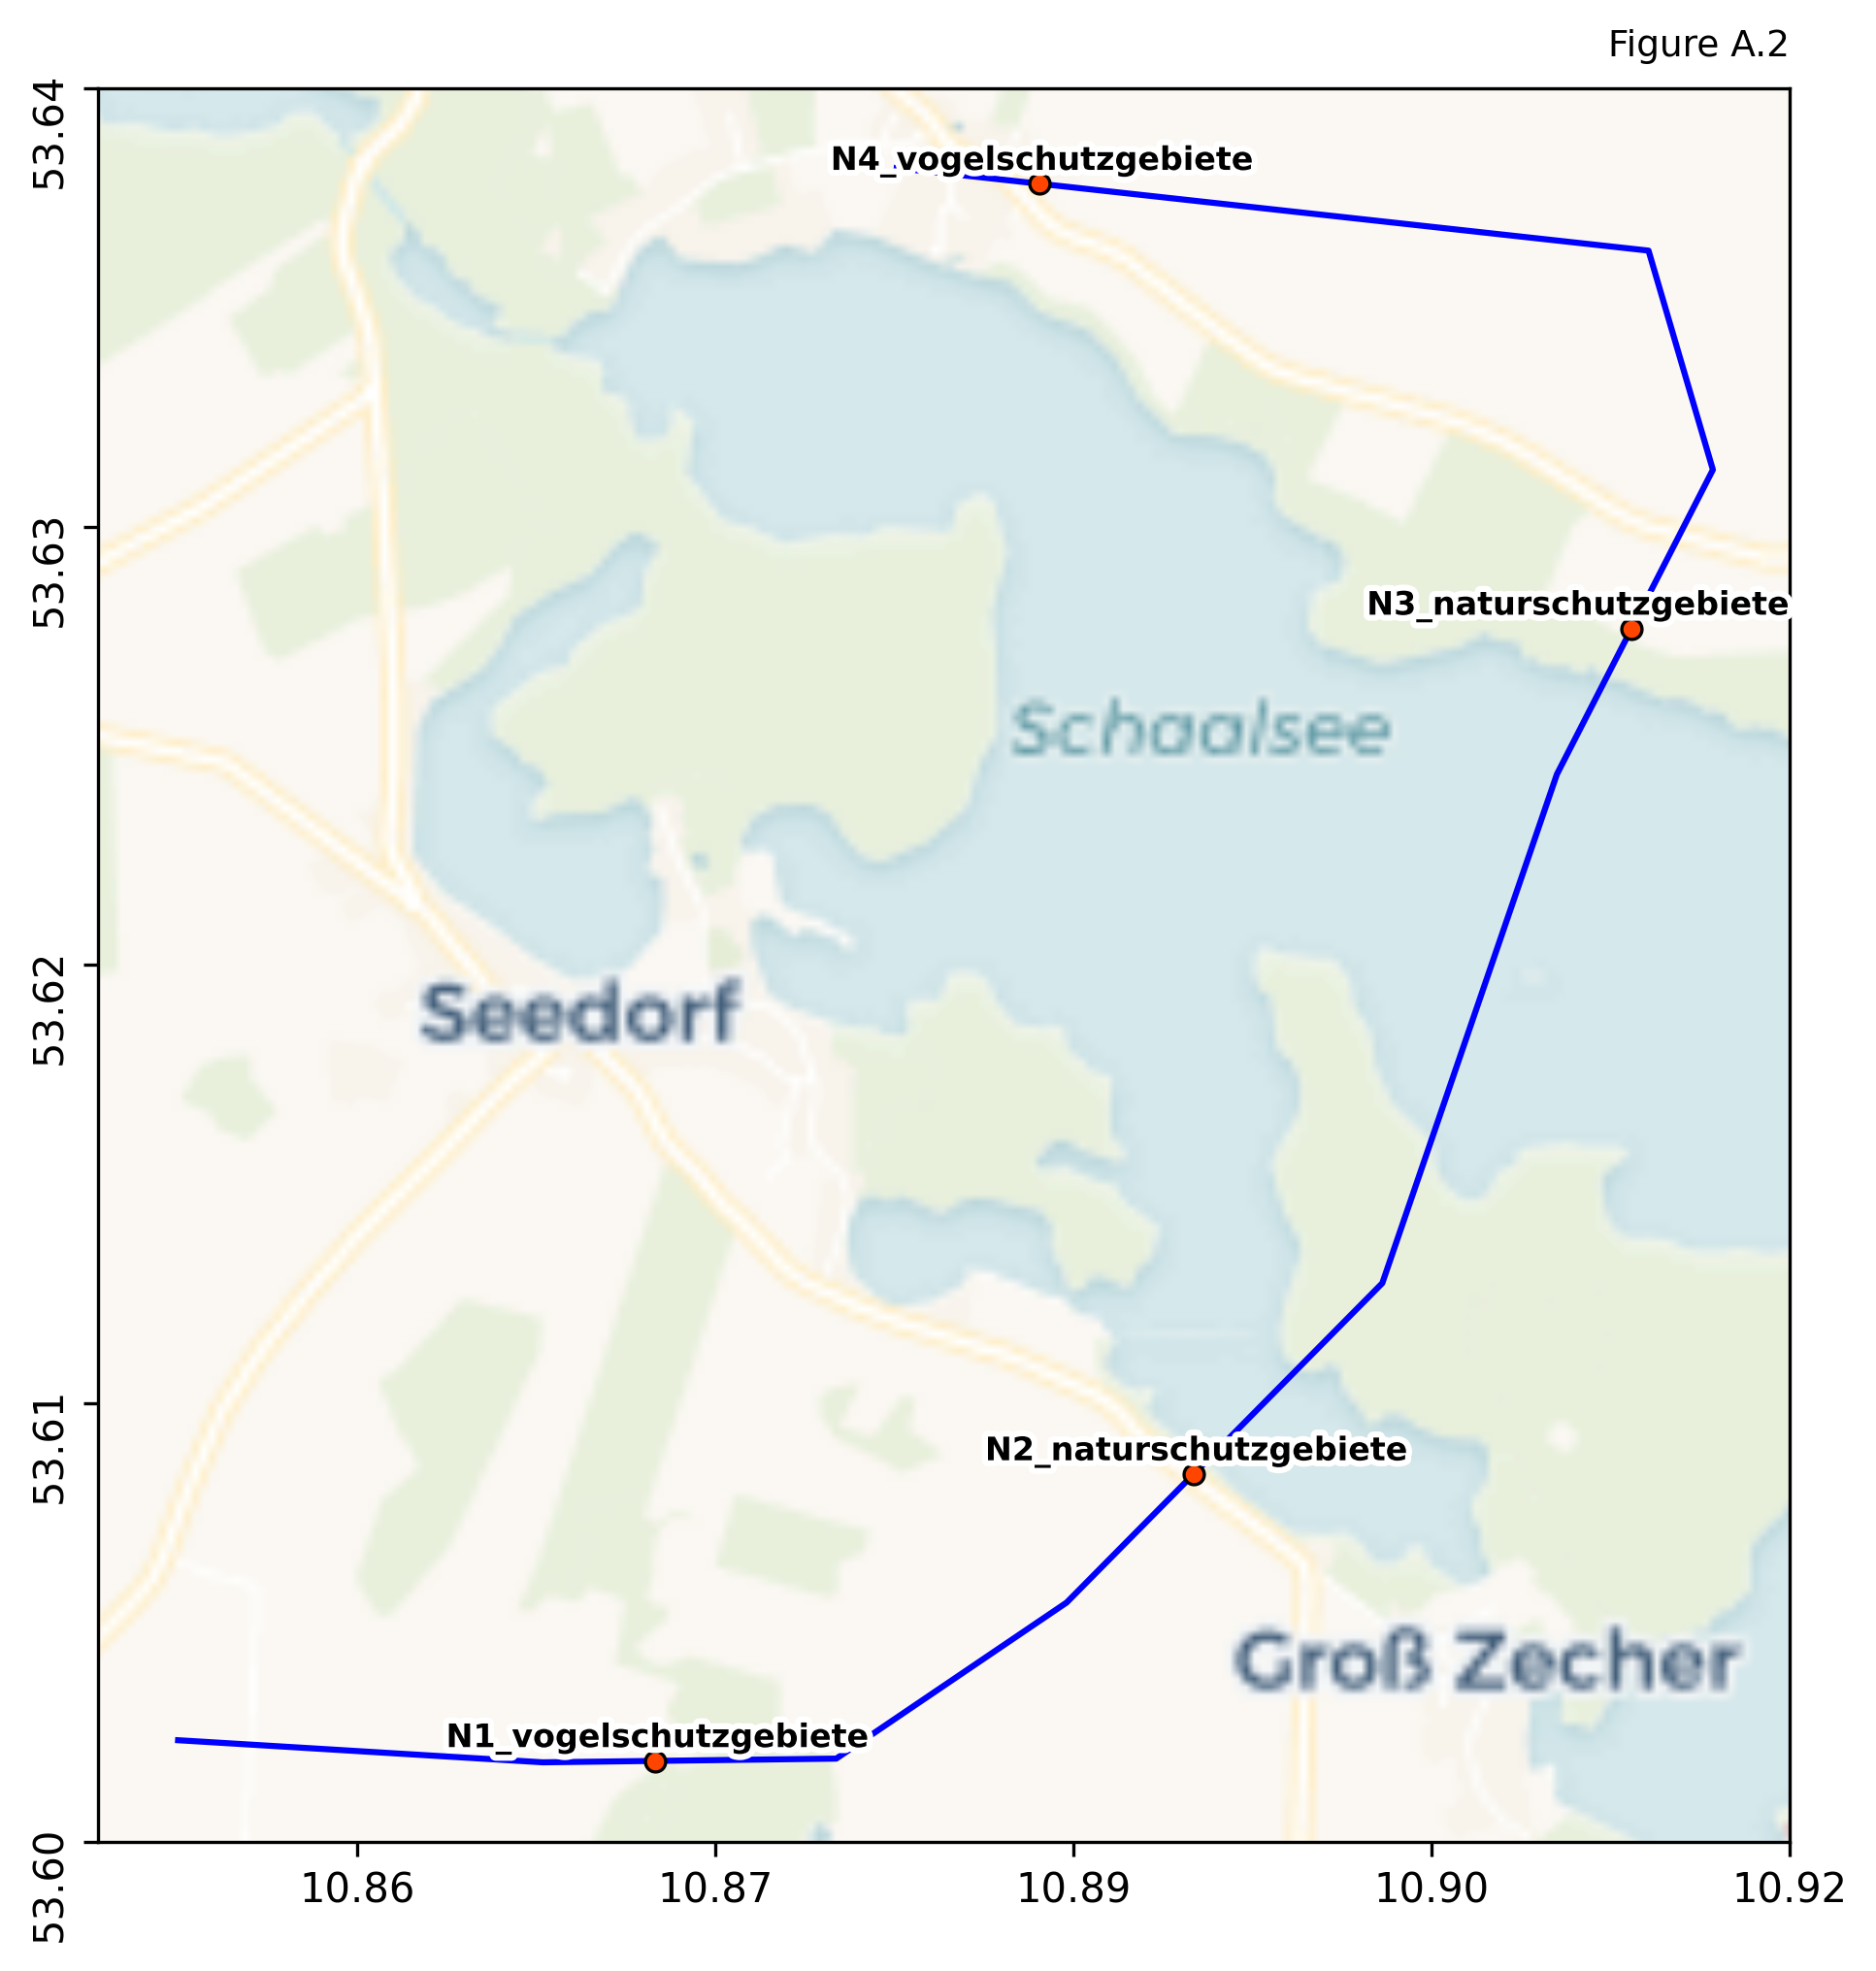 Figure A.2
53.64
N4_vogelschutzgebiete
53.63
N3_naturschutzgebiete
Schaalsee
53.62
Seedorf
53.61
N2_naturschutzgebiete
Groß Zecher
N1_vogelschutzgebiete
53.60
10.86
10.87
10.89
10.90
10.92